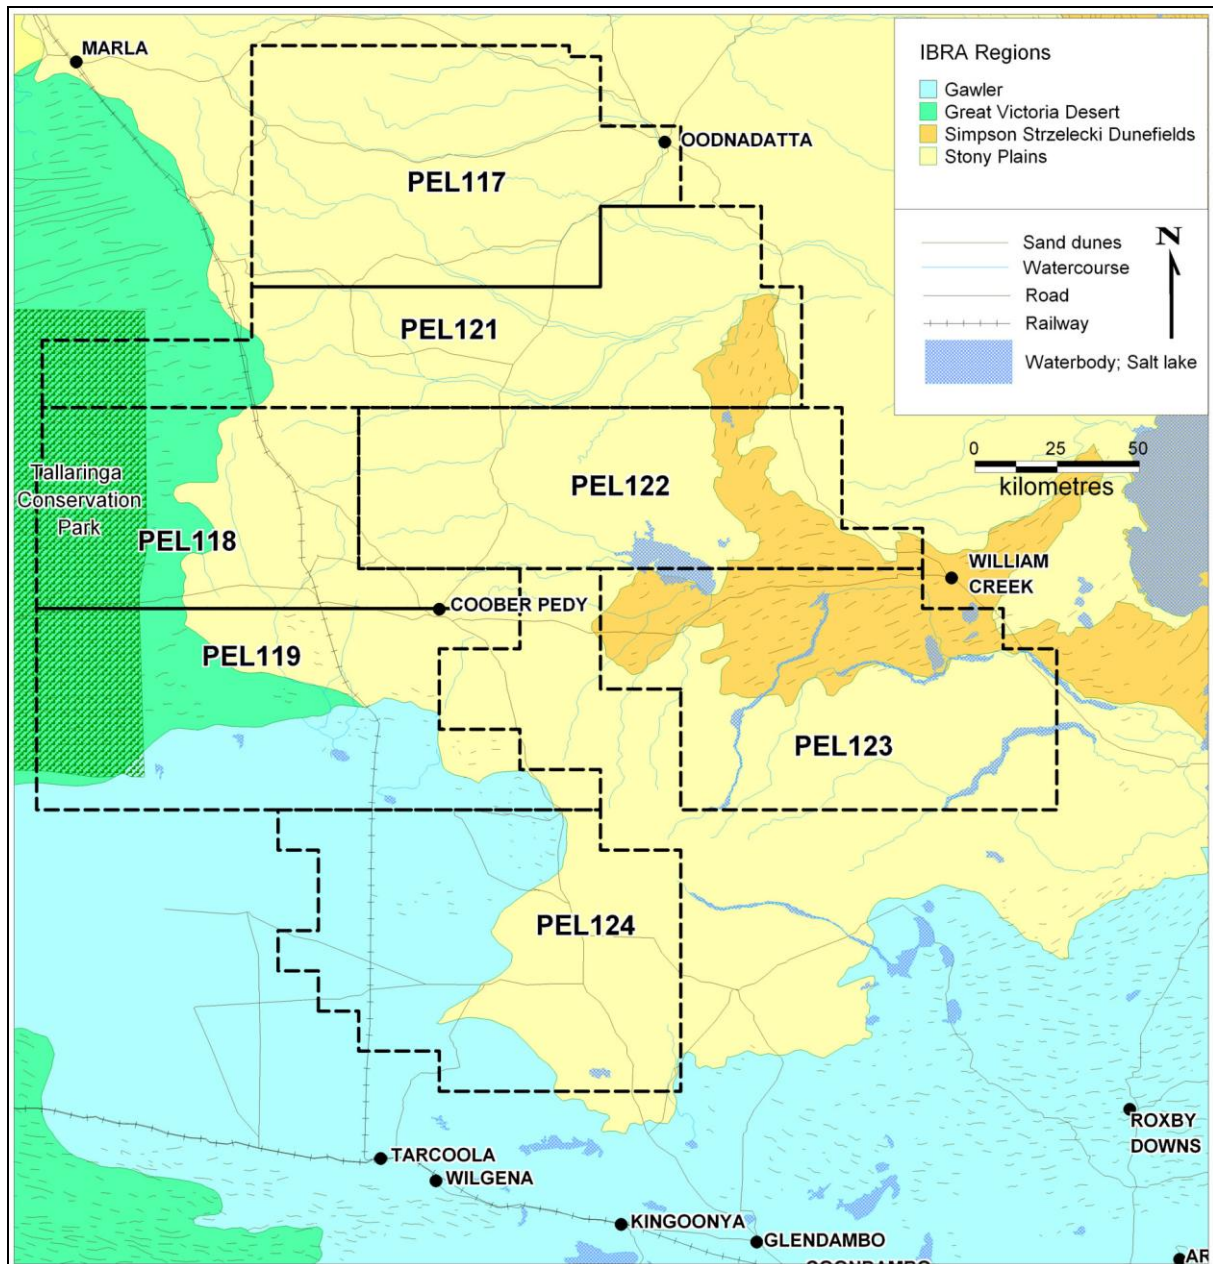 MARLA
OODNADATTA
PEL117
PEL121
IBRA Regions
Gawler
Great Victoria Desert
Simpson Strzelecki Dunefields
Stony Plains
Sand dunes
N
Watercourse
Road
Railway
Waterbody; Salt lake
0 25 50
kilometres
Tallaringa
Conservation
Park
PEL118
PEL122
WILLIAM
CREEK
COOBER PEDY
PEL119
PEL123
PEL124
ROXBY
DOWNS
TARCOOLA
WILGENA
KINGOONYA
GLENDAMBO
COONDAMBO
AR